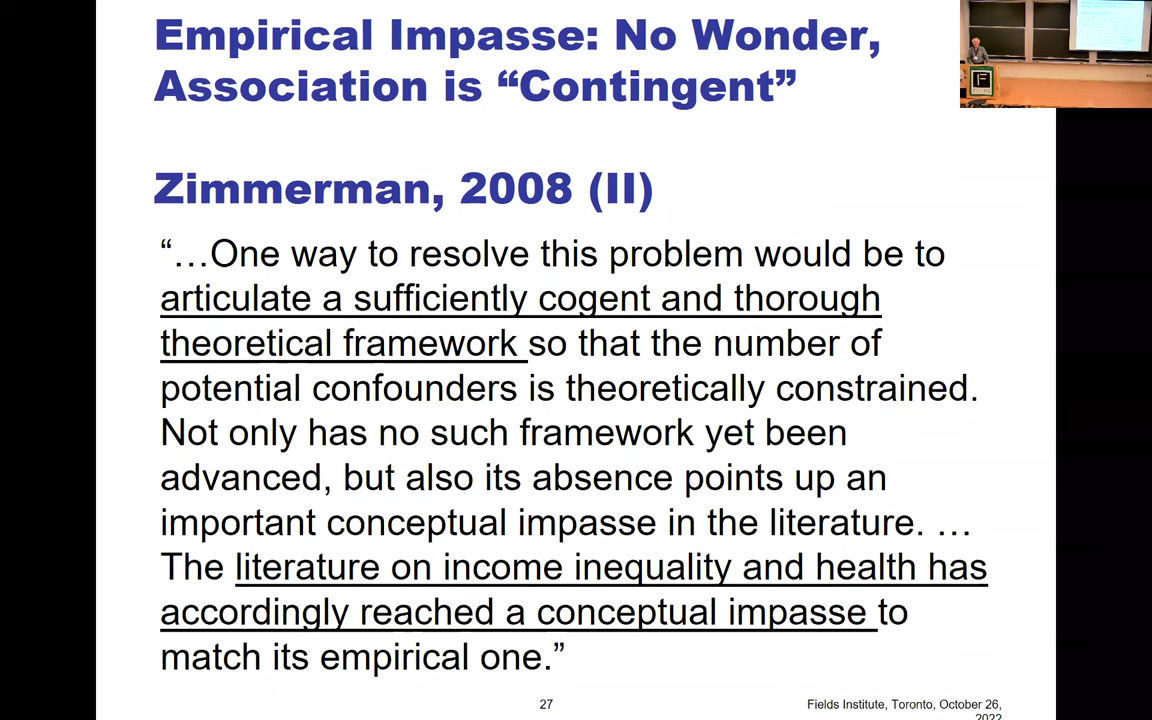 Empirical Impasse: No Wonder,
Association is “Contingent”
Zimmerman, 2008 (II)
“…One way to resolve this problem would be to
articulate a sufficiently cogent and thorough
theoretical framework so that the number of
potential confounders is theoretically constrained.
Not only has no such framework yet been
advanced, but also its absence points up an
important conceptual impasse in the literature. …
The literature on income inequality and health has
accordingly reached a conceptual impasse to
match its empirical one.”
27
Fields Institute, Toronto, October 26,
2022